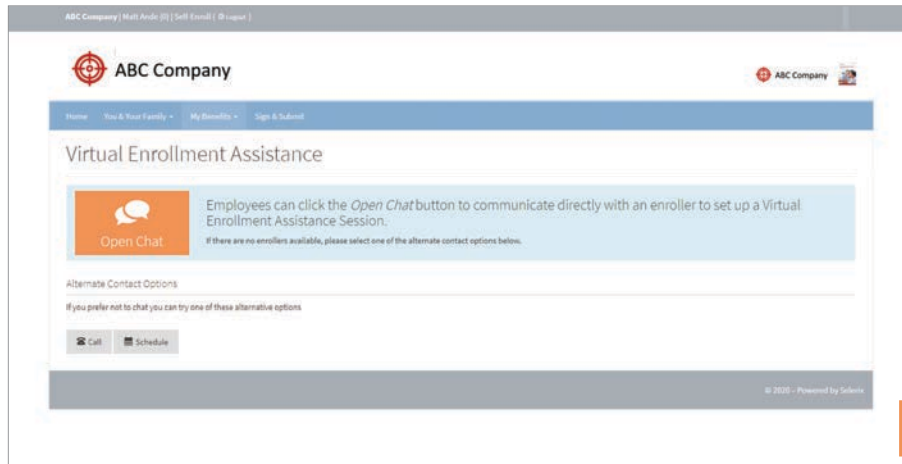 ABC Company | Matt Ande (0) | Self Enroll | Logout |
ABC Company
ABC Company
Home You & Your Family My Benefits Sign & Submit
Virtual Enrollment Assistance
Open Chat
Employees can click the Open Chat button to communicate directly with an enroller to set up a Virtual
Enrollment Assistance Session.
If there are no enrollers available, please select one of the alternate contact options below.
Alternate Contact Options
If you prefer not to chat you can try one of these alternative options
Call Schedule
© 2020 - Powered by Selerix